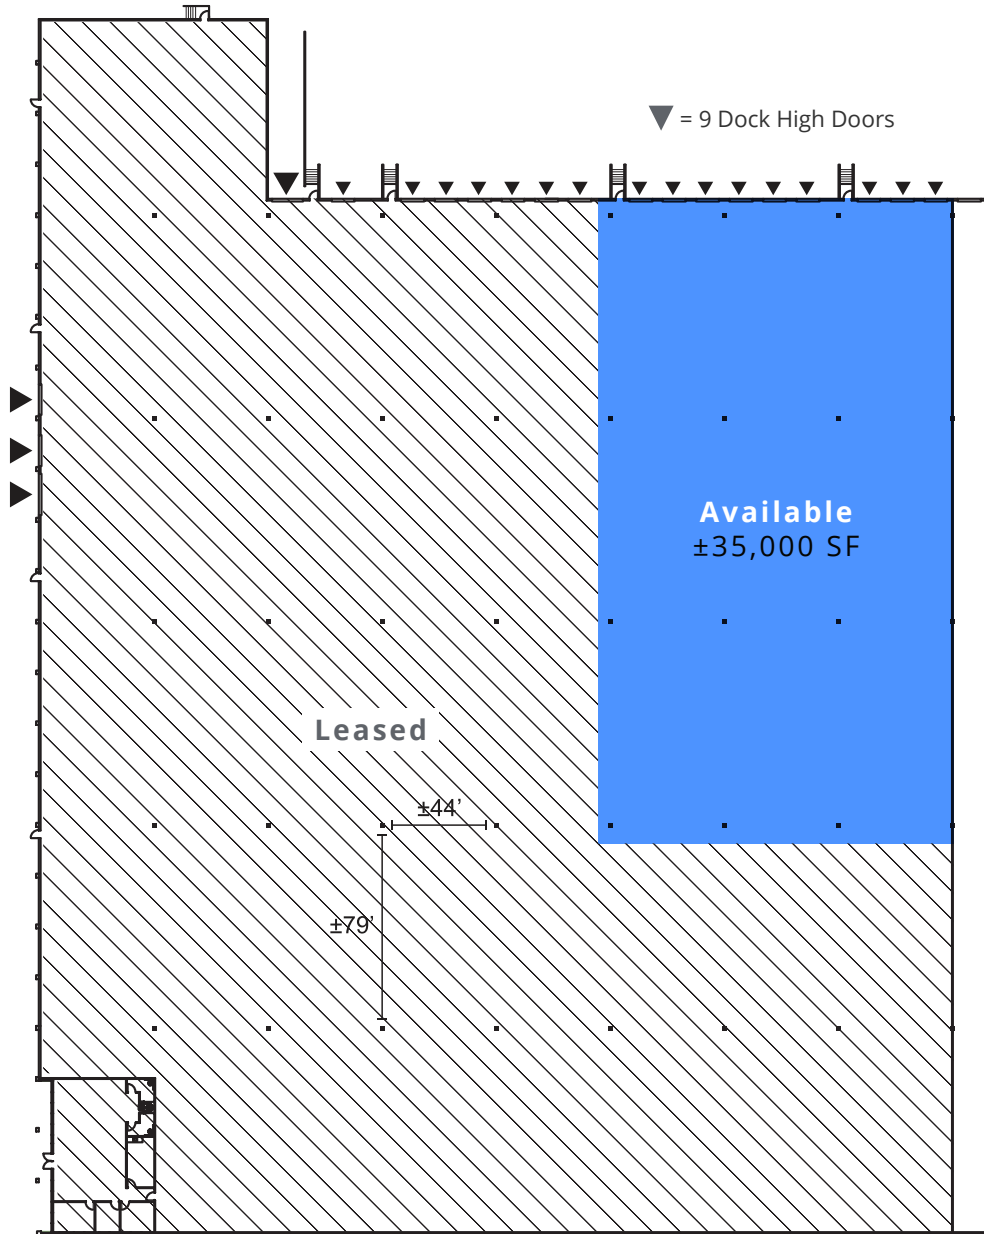 = 9 Dock High Doors
Available
±35,000 SF
Leased
±44’
±79’